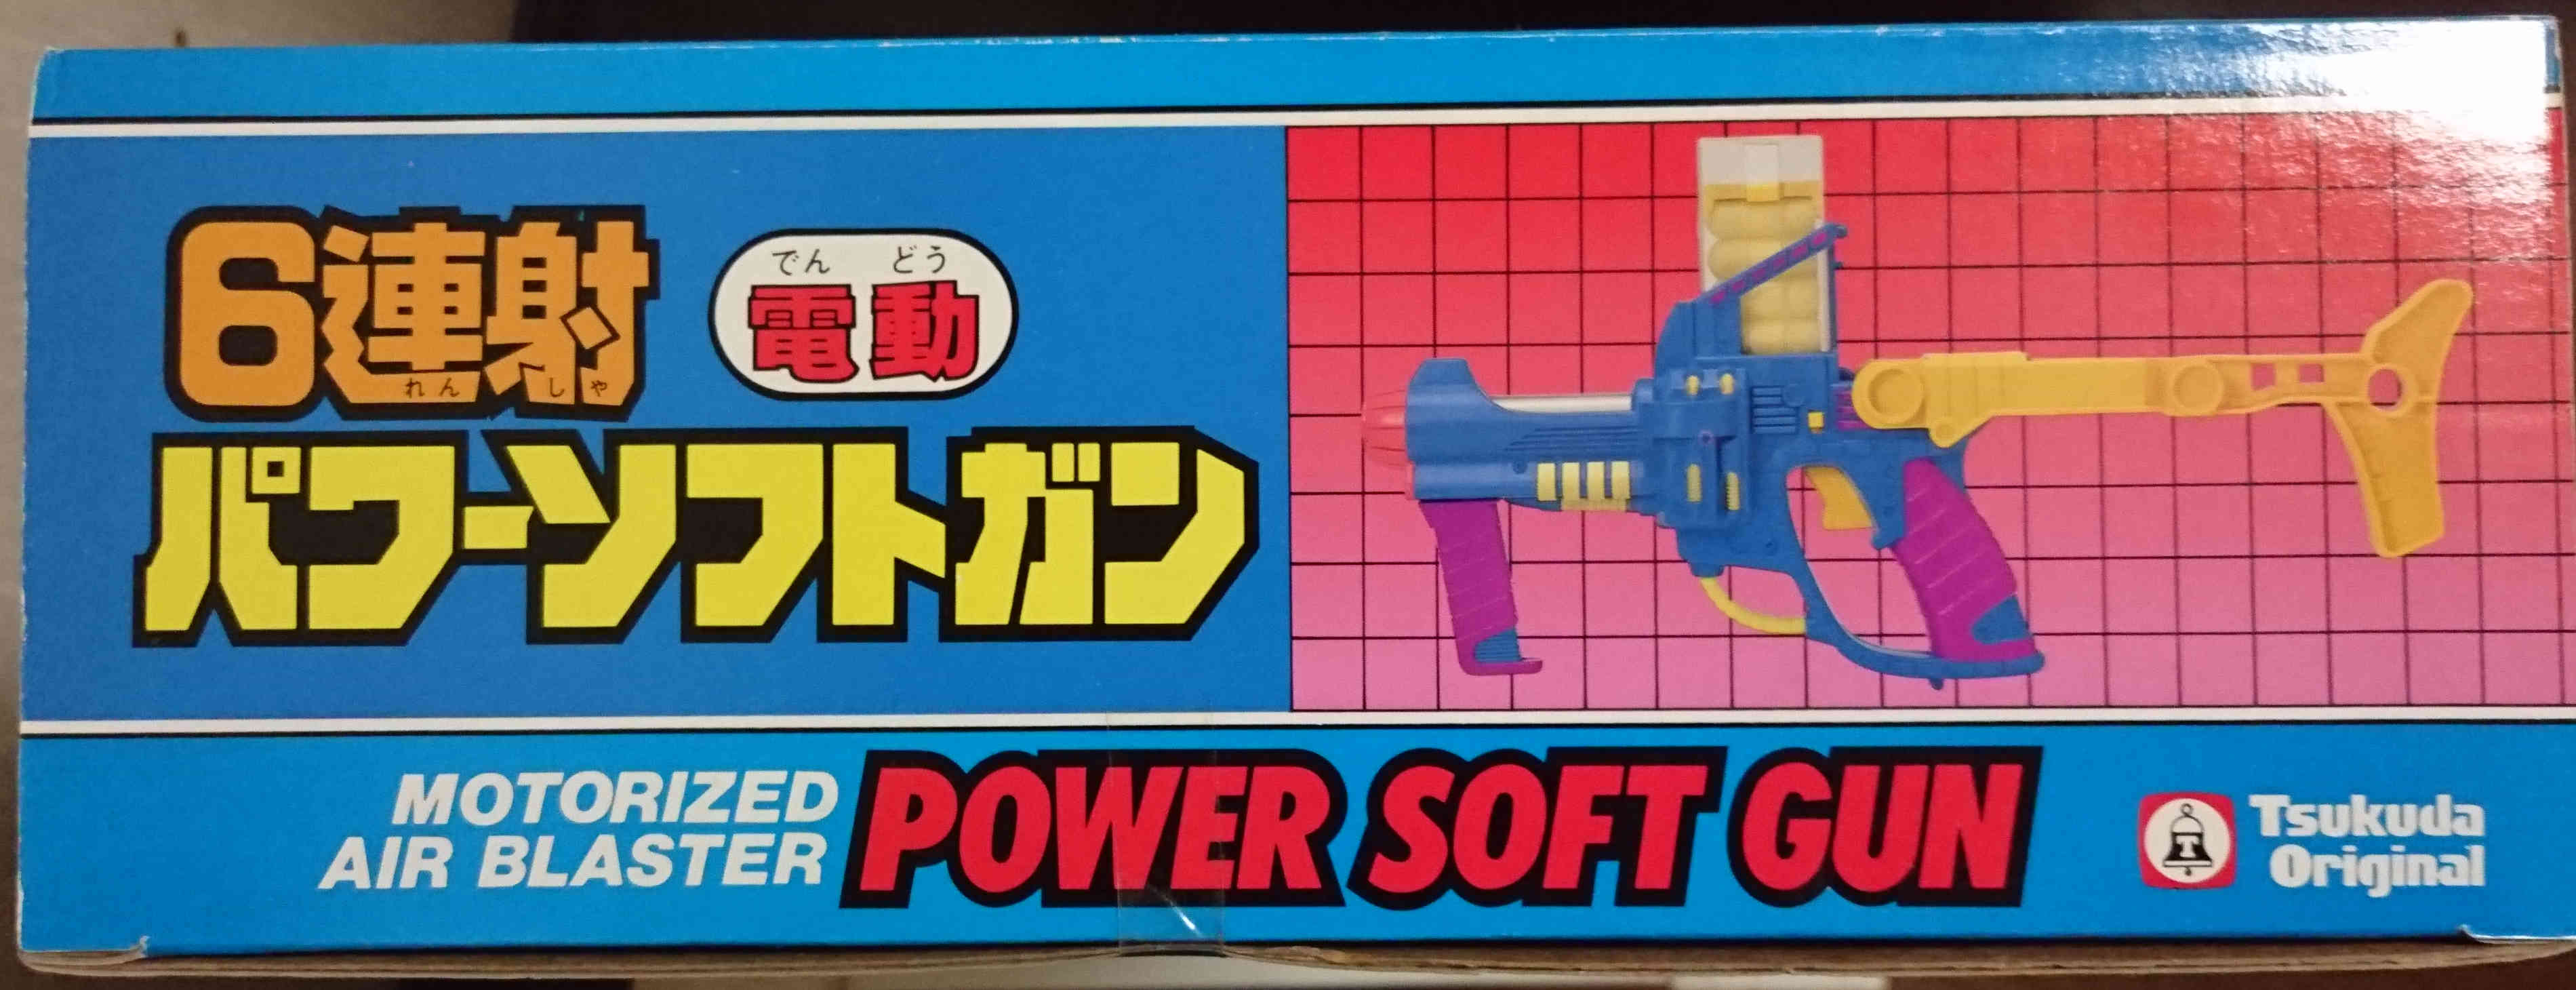 6連射
れんしゃ
でんどう
電動
パワーソフトガン
MOTORIZED
AIR BLASTER
POWER SOFT GUN
T
Tsukuda
Original